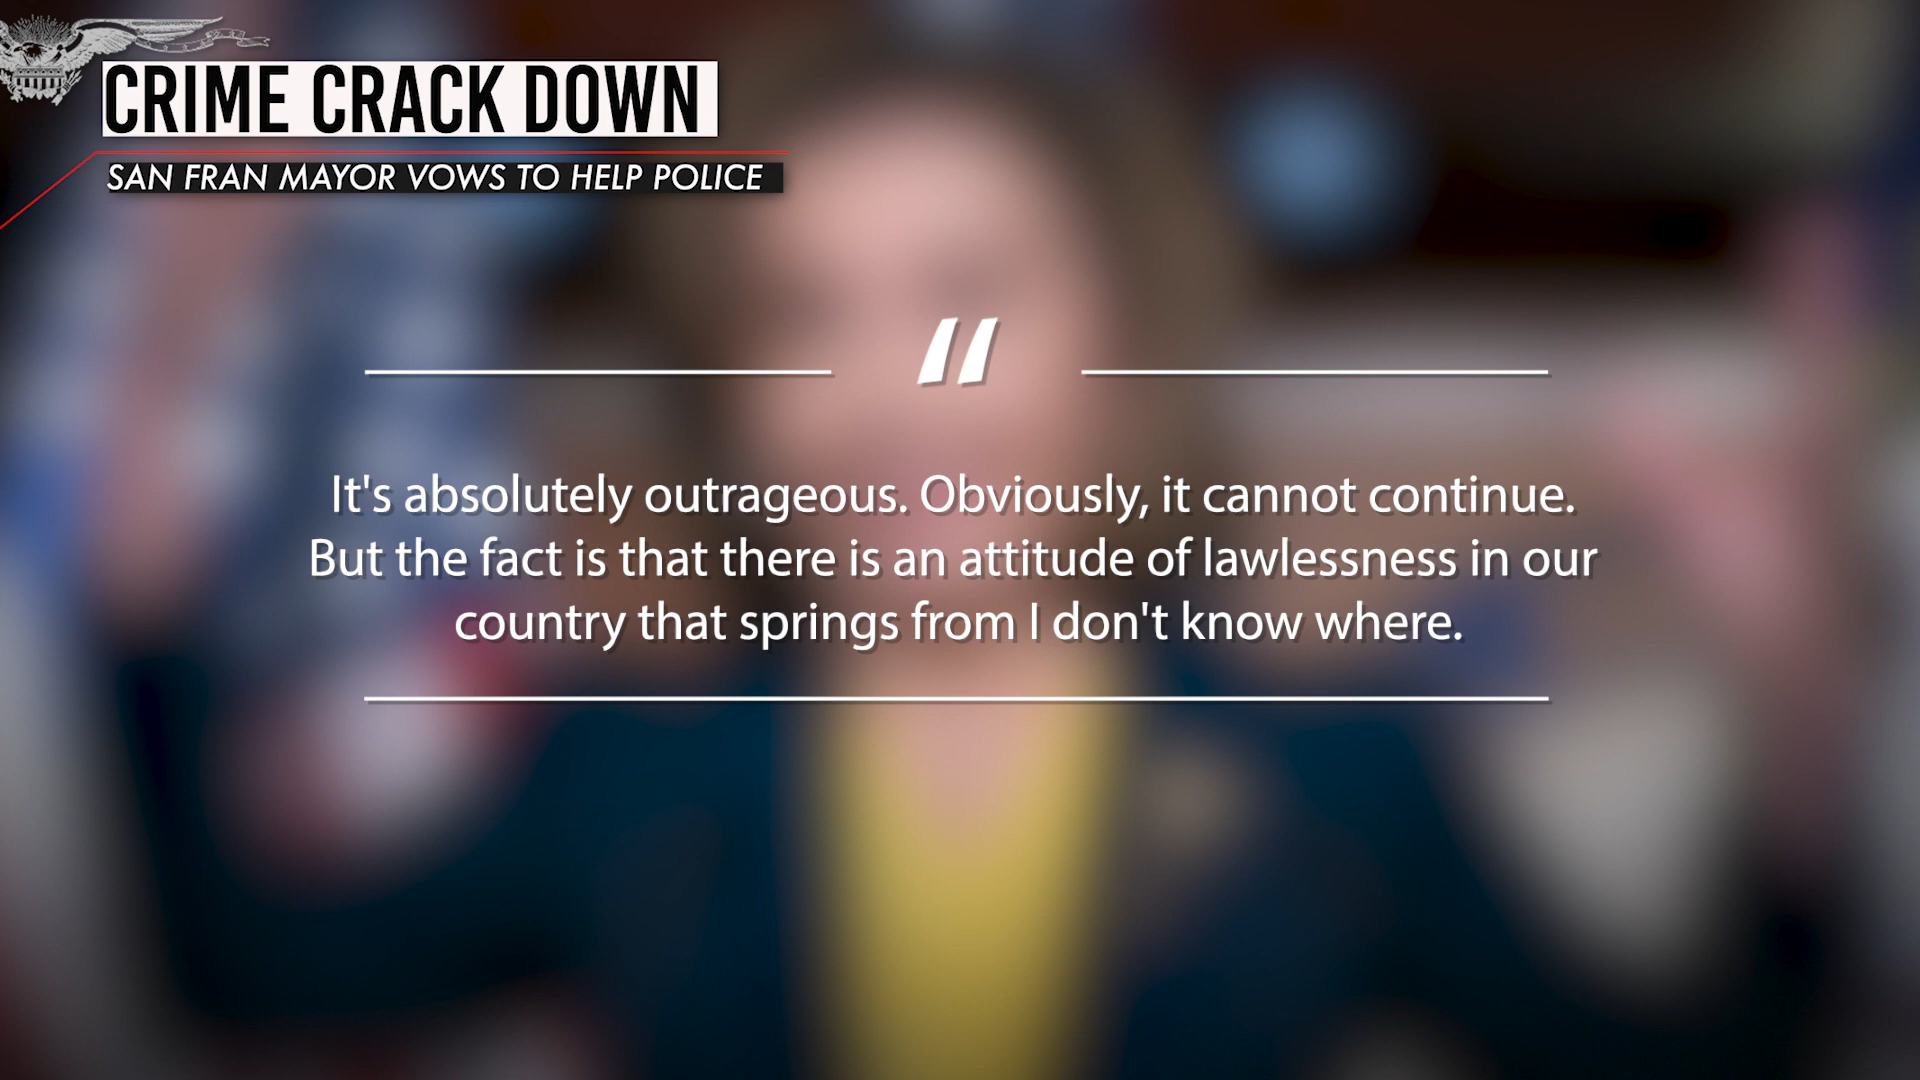 CRIME CRACK DOWN
SAN FRAN MAYOR VOWS TO HELP POLICE
"
It's absolutely outrageous. Obviously, it cannot continue.
But the fact is that there is an attitude of lawlessness in our
country that springs from I don't know where.